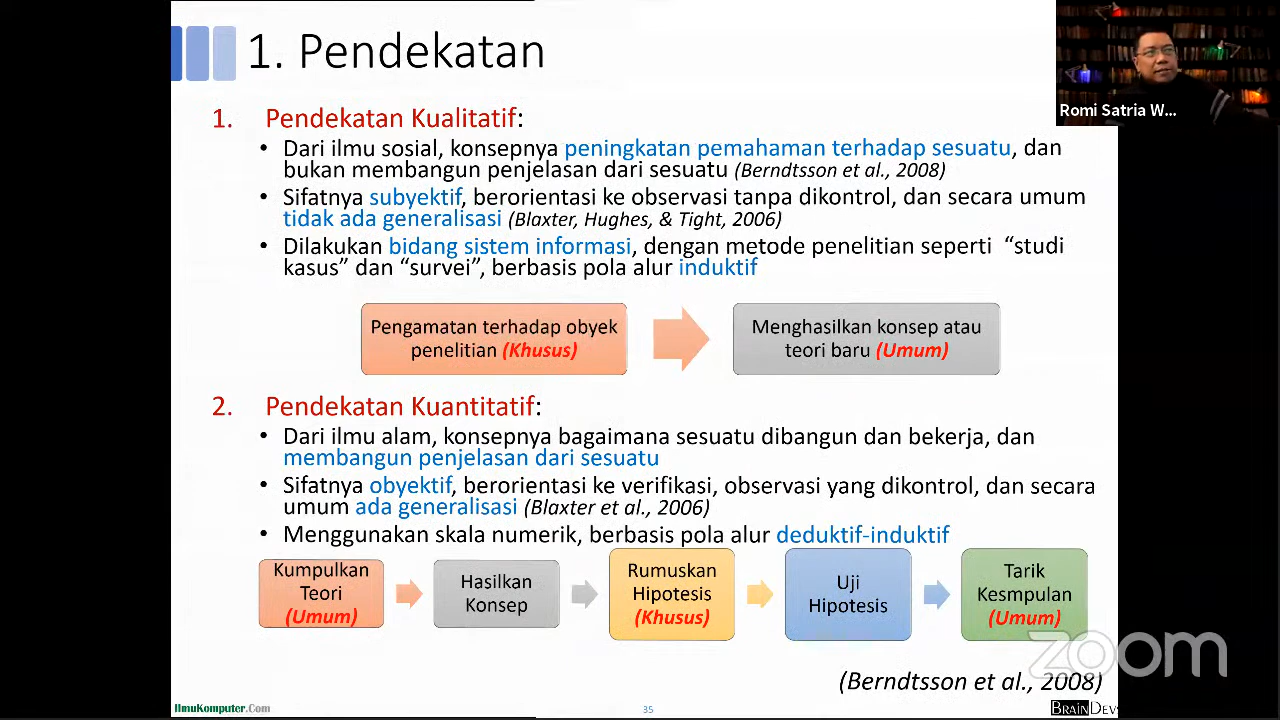 1. Pendekatan
Romi Satria W...
1. Pendekatan Kualitatif:
• Dari ilmu sosial, konsepnya peningkatan pemahaman terhadap sesuatu, dan
bukan membangun penjelasan dari sesuatu (Berndtsson et al., 2008)
• Sifatnya subyektif, berorientasi ke observasi tanpa dikontrol, dan secara umum
tidak ada generalisasi (Blaxter, Hughes, & Tight, 2006)
• Dilakukan bidang sistem informasi, dengan metode penelitian seperti “studi
kasus” dan “survei”, berbasis pola alur induktif
Pengamatan terhadap obyek
penelitian (Khusus)
Menghasilkan konsep atau
teori baru (Umum)
2. Pendekatan Kuantitatif:
• Dari ilmu alam, konsepnya bagaimana sesuatu dibangun dan bekerja, dan
membangun penjelasan dari sesuatu
• Sifatnya obyektif, berorientasi ke verifikasi, observasi yang dikontrol, dan secara
umum ada generalisasi (Blaxter et al., 2006)
• Menggunakan skala numerik, berbasis pola alur deduktif-induktif
Kumpulkan
Teori
(Umum)
Hasilkan
Konsep
Rumuskan
Hipotesis
(Khusus)
Uji
Hipotesis
Tarik
Kesmpulan
(Umum)
zoom
(Berndtsson et al., 2008)
IlmuKomputer.Com
35
BRAINDEVS